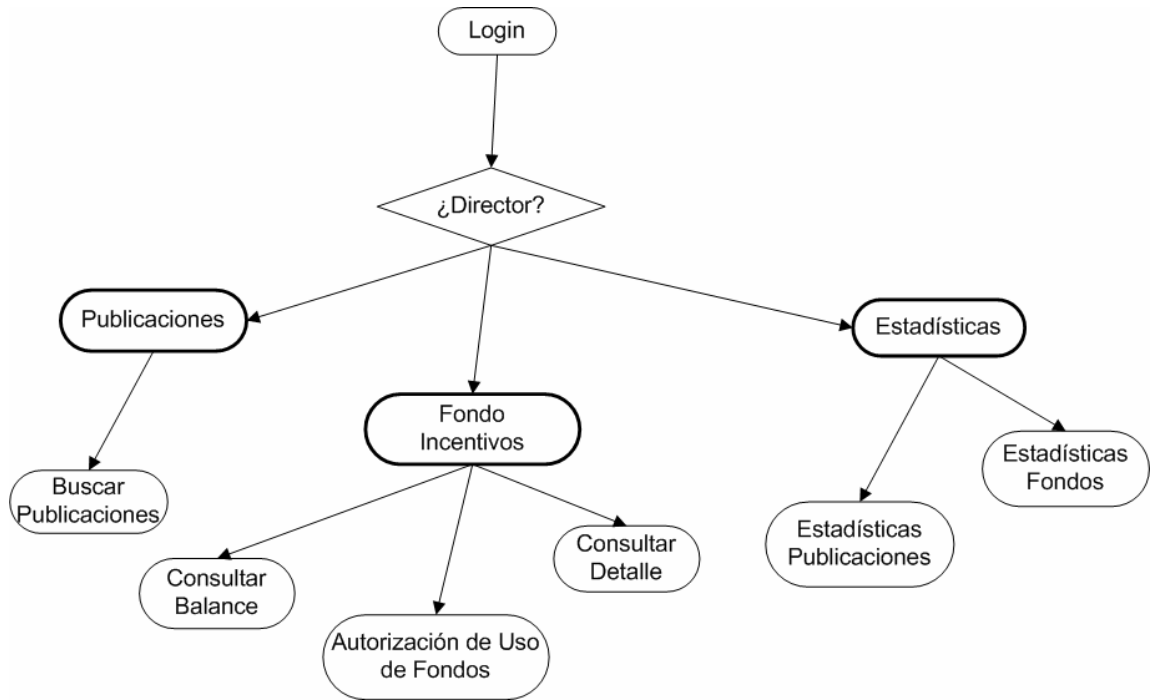 Login
¿Director?
Publicaciones
Estadísticas
Fondo
Incentivos
Buscar
Publicaciones
Estadísticas
Fondos
Estadísticas
Publicaciones
Consultar
Balance
Consultar
Detalle
Autorización de Uso
de Fondos